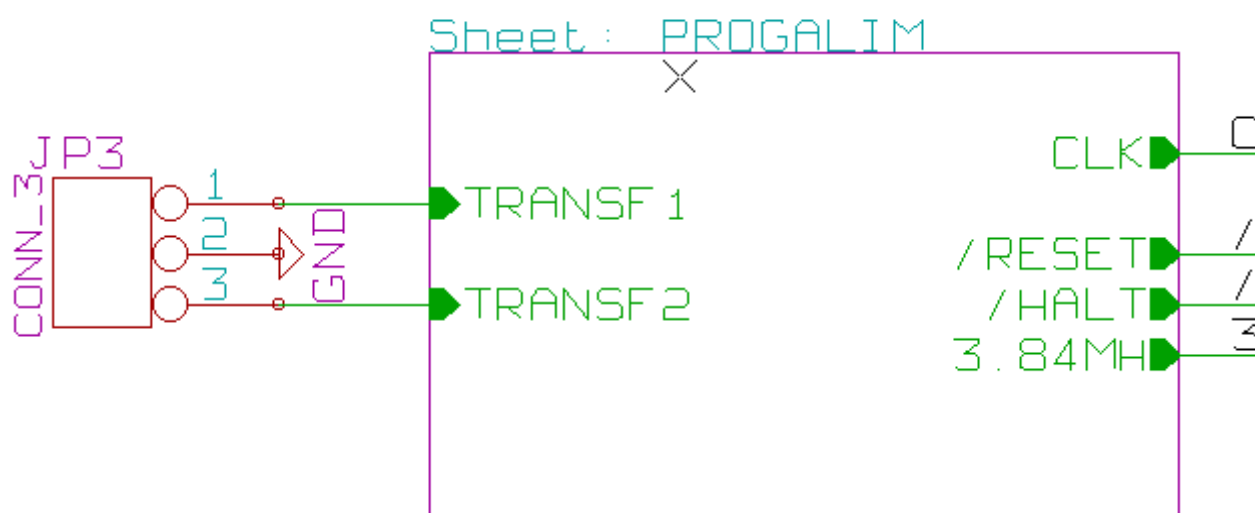 Sheet: PROGALIM
JP3
CONN_3
1
2
3
GND
TRANSF1
TRANSF2
CLK
/RESET
/HALT
3.84MH